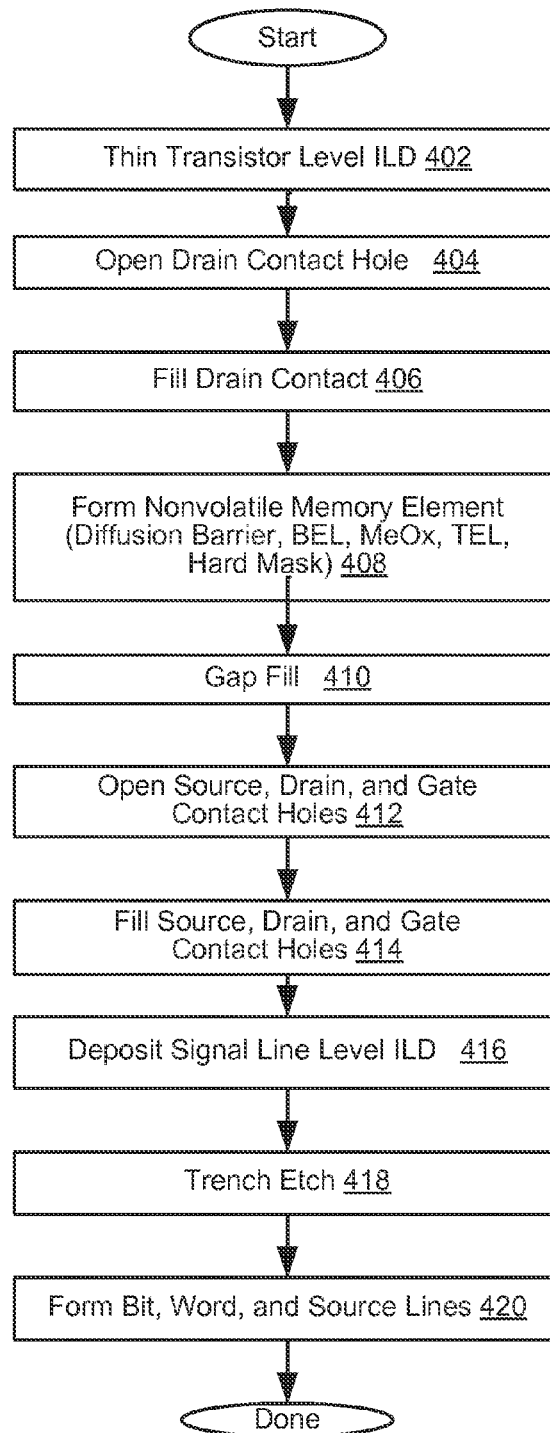 Start
Thin Transistor Level ILD 402
Open Drain Contact Hole 404
Fill Drain Contact 406
Form Nonvolatile Memory Element
(Diffusion Barrier, BEL, MeOx, TEL,
Hard Mask) 408
Gap Fill 410
Open Source, Drain, and Gate
Contact Holes 412
Fill Source, Drain, and Gate
Contact Holes 414
Deposit Signal Line Level ILD 416
Trench Etch 418
Form Bit, Word, and Source Lines 420
Done